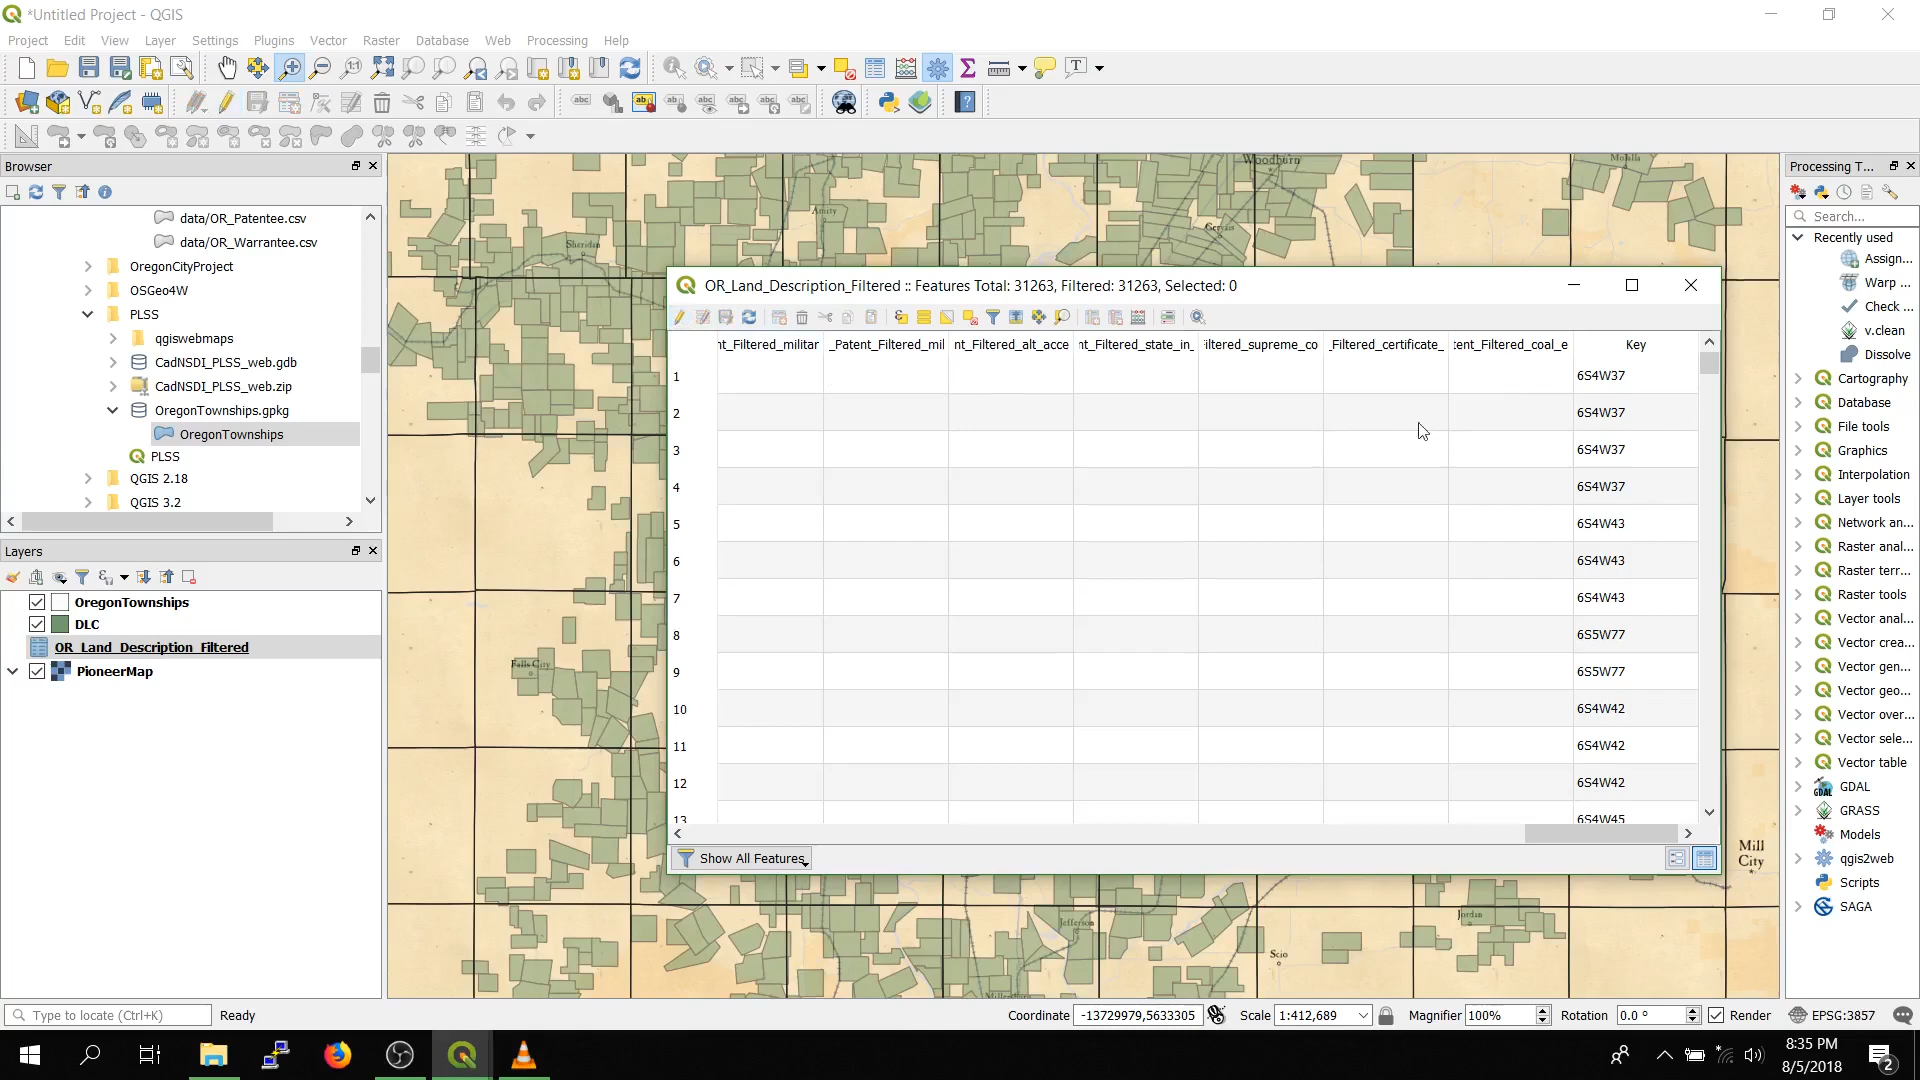 *Untitled Project - QGIS
Project Edit View Layer Settings Plugins Vector Raster Database Web Processing Help
Browser
data/OR_Patentee.csv
data/OR_Warrantee.csv
OregonCityProject
OSGeo4W
PLSS
qgiswebmaps
CadNSDI_PLSS_web.gdb
CadNSDI_PLSS_web.zip
OregonTownships.gpkg
OregonTownships
PLSS
QGIS 2.18
QGIS 3.2
Layers
OregonTownships
DLC
OR_Land_Description_Filtered
PioneerMap
Woodburn
Molalla
Amity
Gervais
Sheridan
Falls City
Mill City
Jefferson
Jordan
Scio
OR_Land_Description_Filtered :: Features Total: 31263, Filtered: 31263, Selected: 0
nt_Filtered_militar _Patent_Filtered_mil nt_Filtered_alt_acce nt_Filtered_state_in_ iltered_supreme_co _Filtered_certificate_ tent_Filtered_coal_e Key
1 6S4W37
2 6S4W37
3 6S4W37
4 6S4W37
5 6S4W43
6 6S4W43
7 6S4W43
8 6S5W77
9 6S5W77
10 6S4W42
11 6S4W42
12 6S4W42
13 6S4W45
Show All Features
Processing T...
Search...
Recently used
Assign...
Warp ...
Check ...
v.clean
Dissolve
Cartography
Database
File tools
Graphics
Interpolation
Layer tools
Network an...
Raster anal...
Raster terr...
Raster tools
Vector anal...
Vector crea...
Vector gen...
Vector geo...
Vector over...
Vector sele...
Vector table
GDAL
GRASS
Models
qgis2web
Scripts
SAGA
Type to locate (Ctrl+K) Ready Coordinate -13729979,5633305 Scale 1:412,689 Magnifier 100% Rotation 0.0 ° Render EPSG:3857
8:35 PM
8/5/2018
2